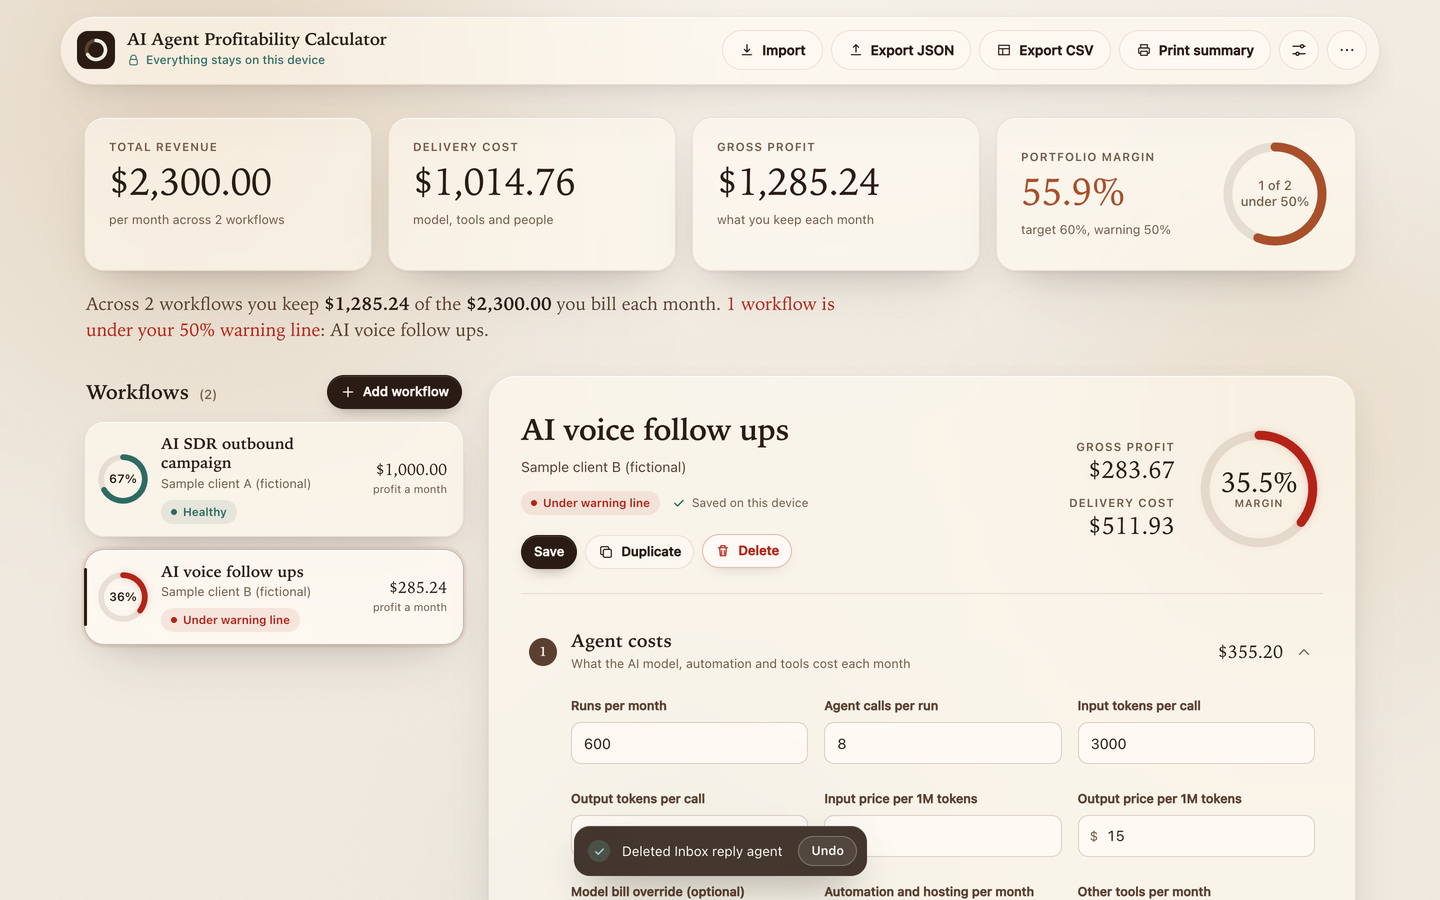 AI Agent Profitability Calculator
Everything stays on this device
Import
Export JSON
Export CSV
Print summary
TOTAL REVENUE
$2,300.00
per month across 2 workflows
DELIVERY COST
$1,014.76
model, tools and people
GROSS PROFIT
$1,285.24
what you keep each month
PORTFOLIO MARGIN
55.9%
target 60%, warning 50%
1 of 2
under 50%
Across 2 workflows you keep $1,285.24 of the $2,300.00 you bill each month. 1 workflow is
under your 50% warning line: AI voice follow ups.
Workflows (2)
Add workflow
67%
AI SDR outbound
campaign
Sample client A (fictional)
Healthy
$1,000.00
profit a month
36%
AI voice follow ups
Sample client B (fictional)
Under warning line
$285.24
profit a month
AI voice follow ups
Sample client B (fictional)
Under warning line
Saved on this device
Save
Duplicate
Delete
GROSS PROFIT
$283.67
DELIVERY COST
$511.93
35.5%
MARGIN
1
Agent costs
What the AI model, automation and tools cost each month
$355.20
Runs per month
Agent calls per run
Input tokens per call
600
8
3000
Output tokens per call
Input price per 1M tokens
Output price per 1M tokens
$ 15
Deleted Inbox reply agent
Undo
Model bill override (optional)
Automation and hosting per month
Other tools per month